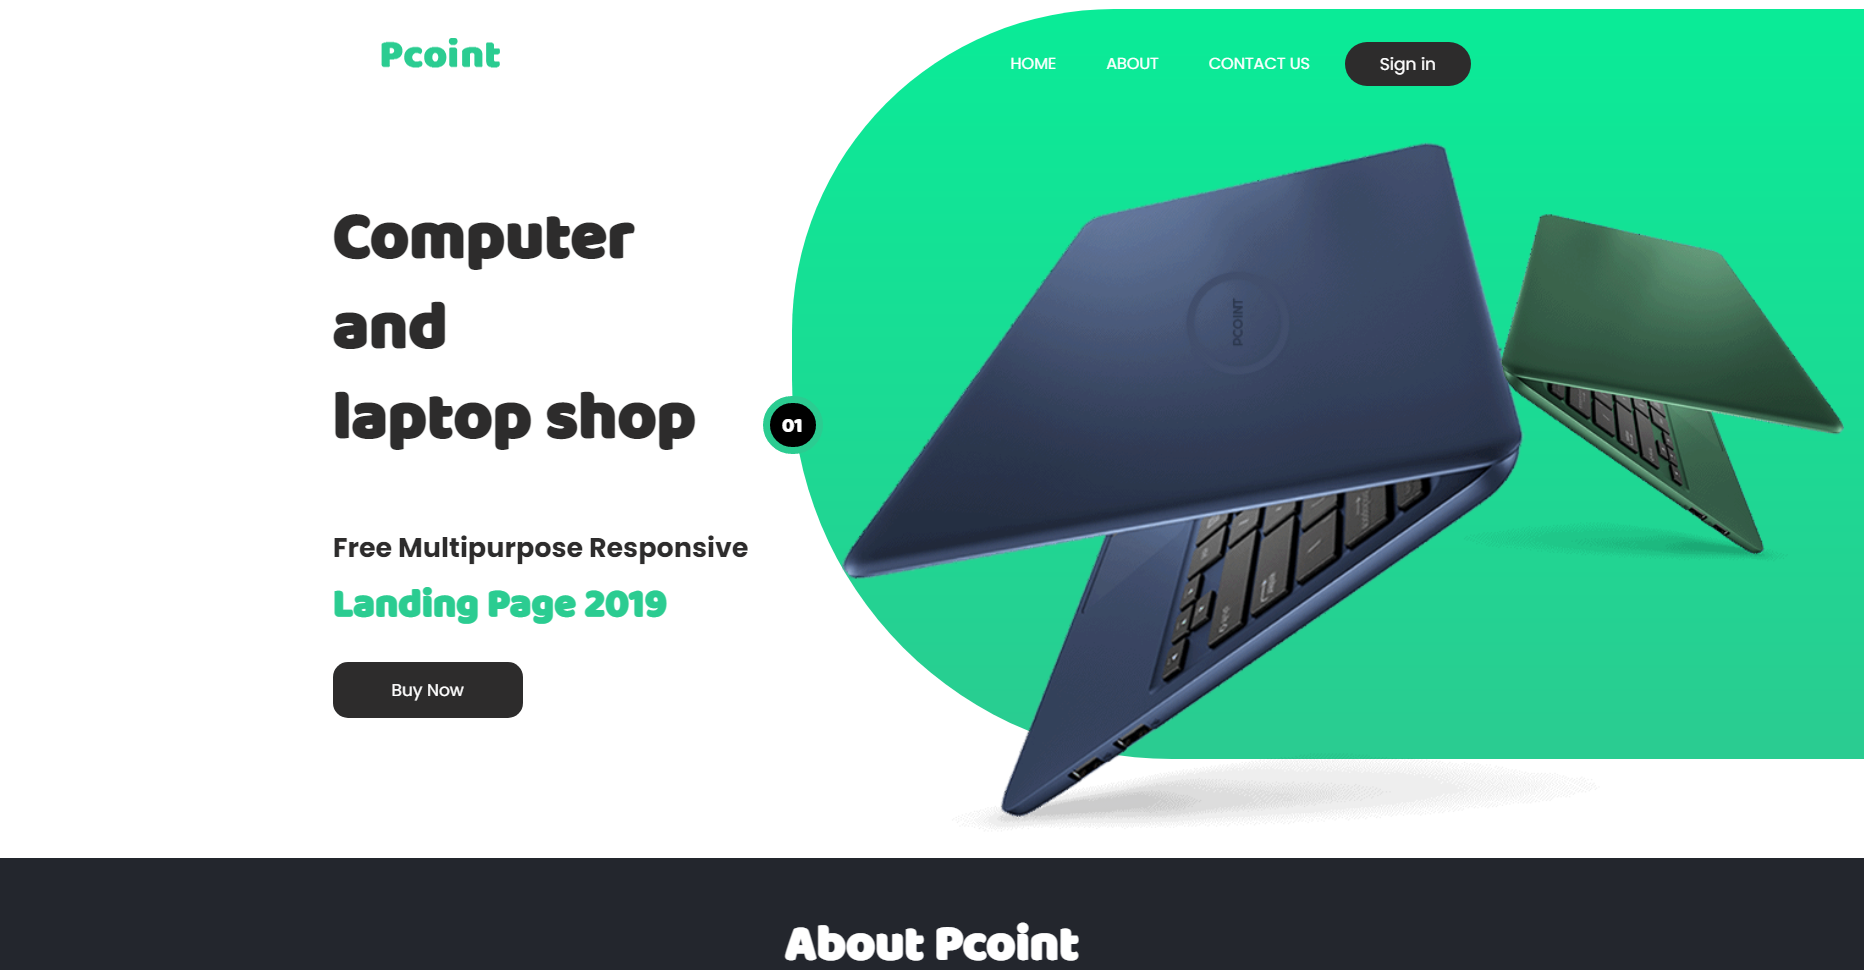 Pcoint
HOME
ABOUT
CONTACT US
Sign in
Computer
and
laptop shop
01
PCOINT
Free Multipurpose Responsive
Landing Page 2019
Buy Now
About Pcoint